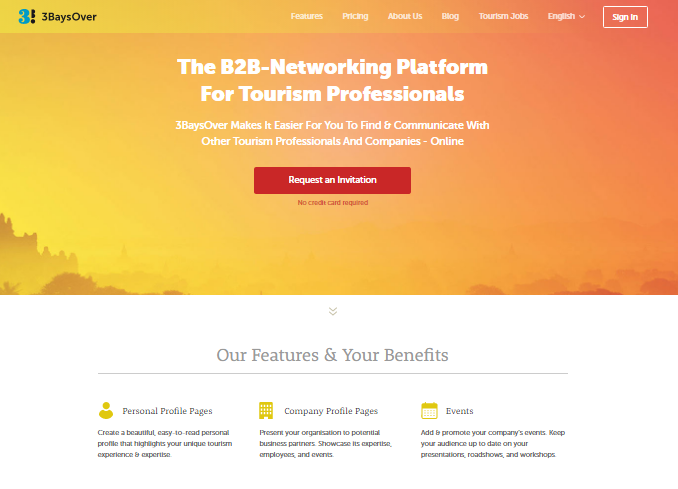 3! 3BaysOver
Features Pricing About Us Blog Tourism Jobs English Sign In
The B2B-Networking Platform
For Tourism Professionals
3BaysOver Makes It Easier For You To Find & Communicate With
Other Tourism Professionals And Companies - Online
Request an Invitation
No credit card required
Our Features & Your Benefits
Personal Profile Pages
Create a beautiful, easy-to-read personal
profile that highlights your unique tourism
experience & expertise.
Company Profile Pages
Present your organisation to potential
business partners. Showcase its expertise,
employees, and events.
Events
Add & promote your company's events. Keep
your audience up to date on your
presentations, roadshows, and workshops.